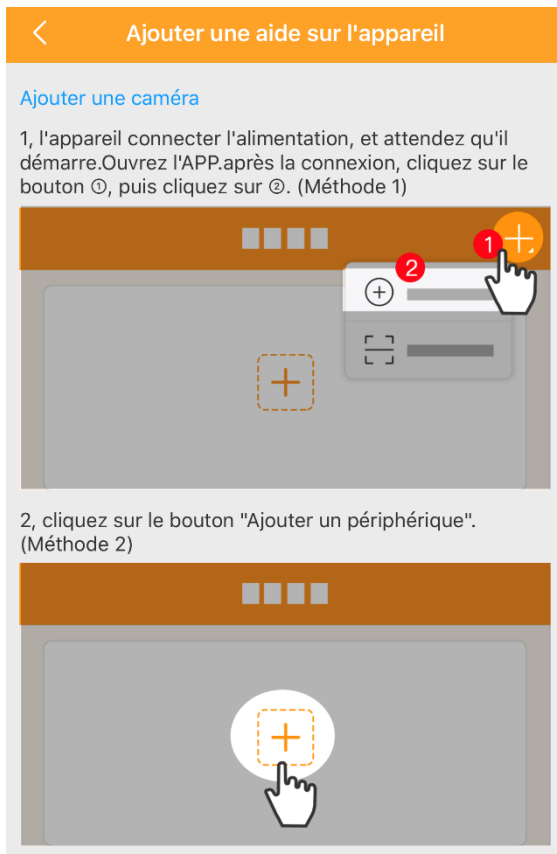 Ajouter une aide sur l'appareil
Ajouter une caméra
1, l'appareil connecter l'alimentation, et attendez qu'il
démarre.Ouvrez l'APP.après la connexion, cliquez sur le
bouton ①, puis cliquez sur ②. (Méthode 1)
1
2
2, cliquez sur le bouton "Ajouter un périphérique".
(Méthode 2)